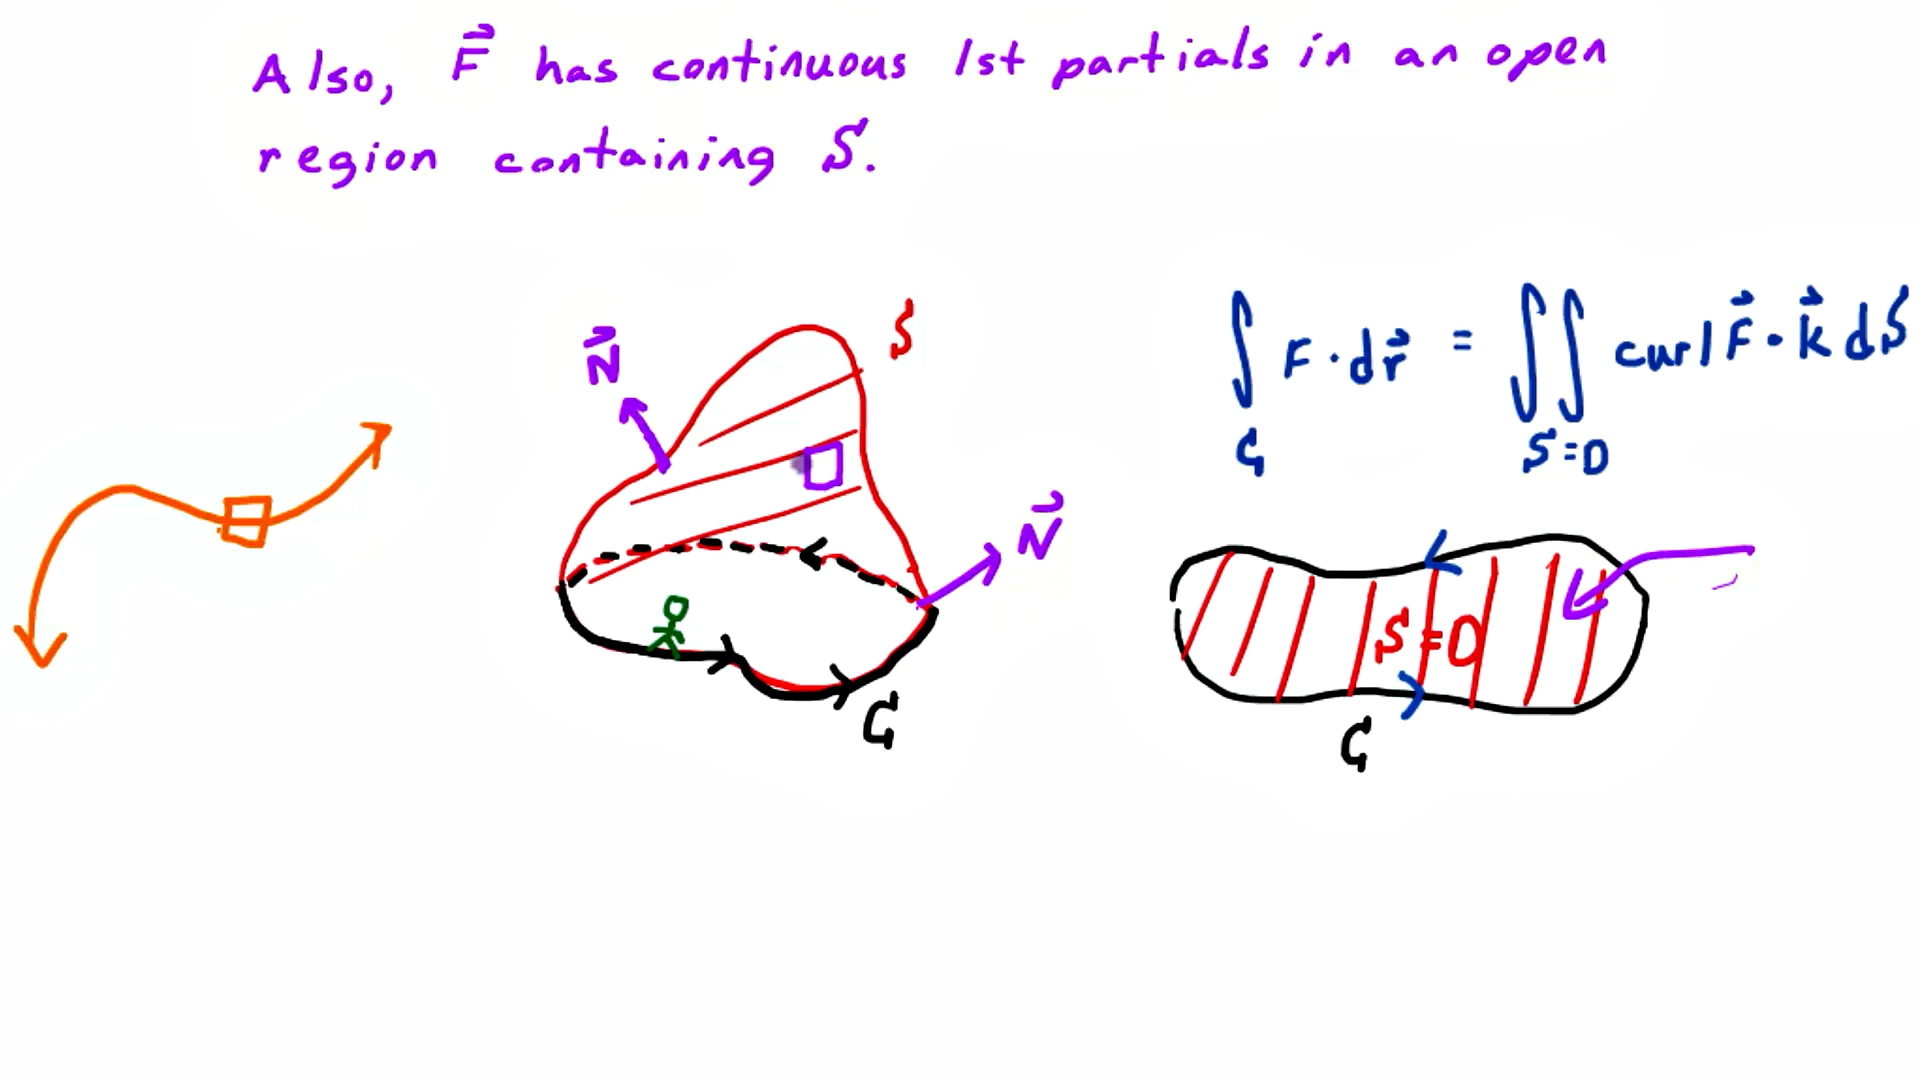 Also, F⃗ has continuous 1st partials in an open
region containing S.
S
N⃗
∫ F · dr⃗ = ∬ curl F⃗ · k⃗ dS
C S=D
N⃗
S=D
C
C